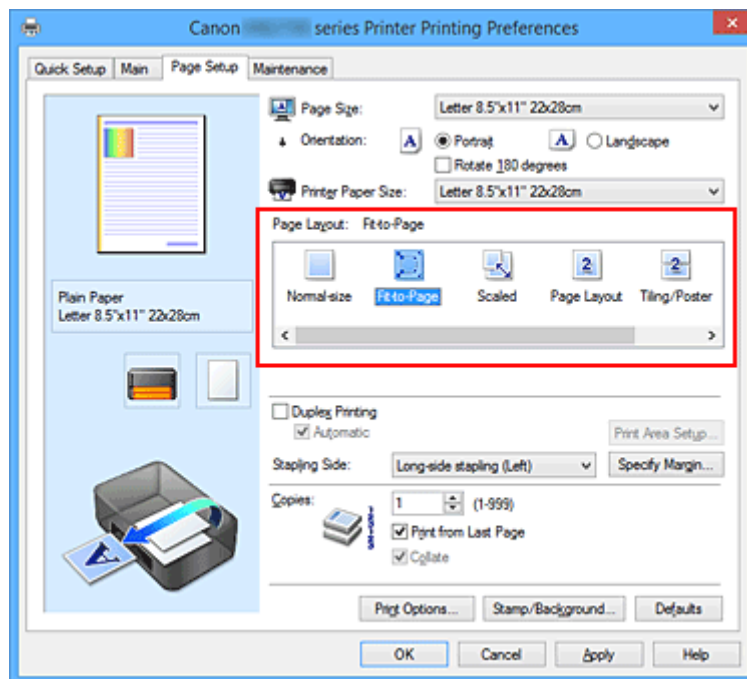 Canon series Printer Printing Preferences
Quick Setup Main Page Setup Maintenance
Page Size: Letter 8.5"x11" 22x28cm
Orientation: A Portrait A Landscape
Rotate 180 degrees
Printer Paper Size: Letter 8.5"x11" 22x28cm
Page Layout: Fit-to-Page
2 2
Normal-size Fit-to-Page Scaled Page Layout Tiling/Poster
Plain Paper
Letter 8.5"x11" 22x28cm
Duplex Printing
Automatic
Print Area Setup...
Stapling Side: Long-side stapling (Left) Specify Margin...
Copies: 1 (1-999)
Print from Last Page
Collate
A
Print Options... Stamp/Background... Defaults
OK Cancel Apply Help